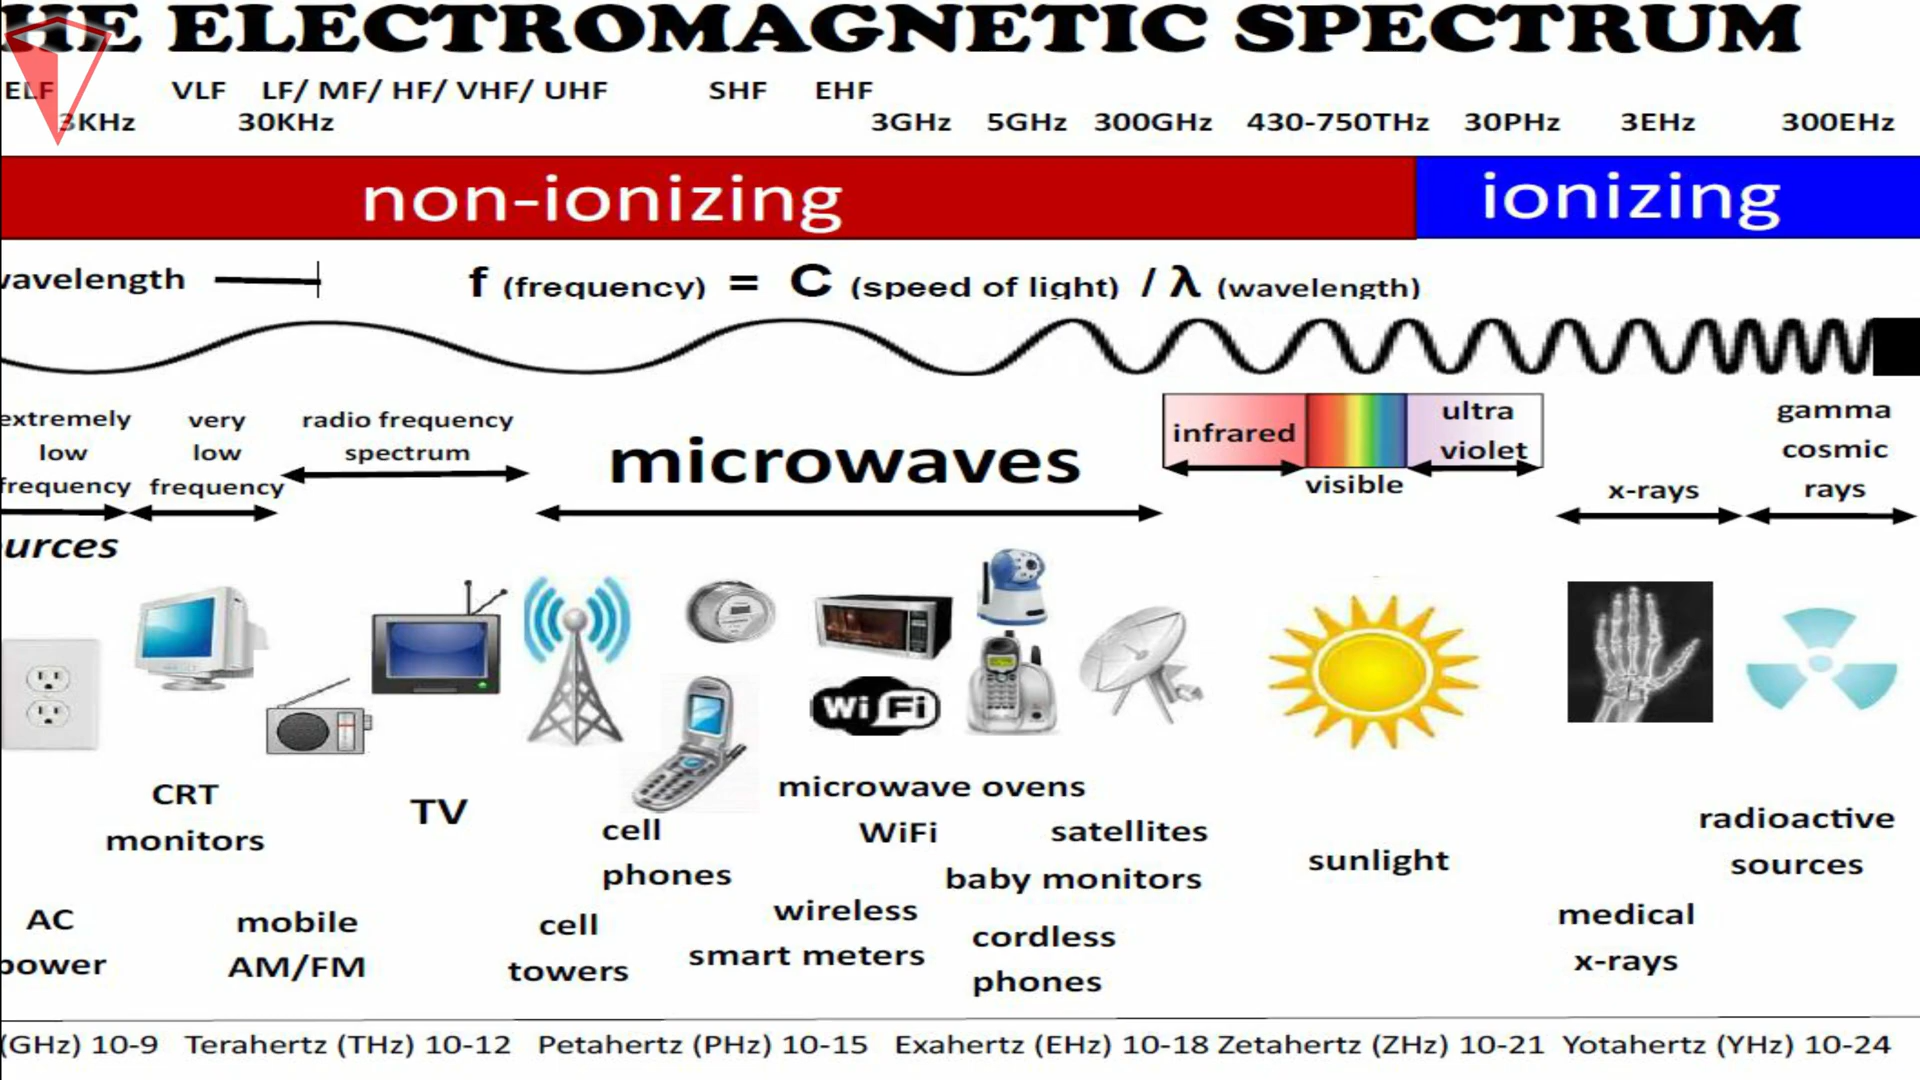 HE ELECTROMAGNETIC SPECTRUM
ELF VLF LF/ MF/ HF/ VHF/ UHF SHF EHF
3KHz 30KHz 3GHz 5GHz 300GHz 430-750THz 30PHz 3EHz 300EHz
non-ionizing ionizing
wavelength f (frequency) = C (speed of light) / λ (wavelength)
extremely
low
frequency
very
low
frequency
radio frequency
spectrum
microwaves
infrared
visible
ultra
violet
x-rays
gamma
cosmic
rays
urces
Wi Fi
CRT
monitors
TV
cell
phones
microwave ovens
WiFi
satellites
baby monitors
sunlight
radioactive
sources
AC
power
mobile
AM/FM
cell
towers
wireless
smart meters
cordless
phones
medical
x-rays
(GHz) 10-9 Terahertz (THz) 10-12 Petahertz (PHz) 10-15 Exahertz (EHz) 10-18 Zetahertz (ZHz) 10-21 Yotahertz (YHz) 10-24